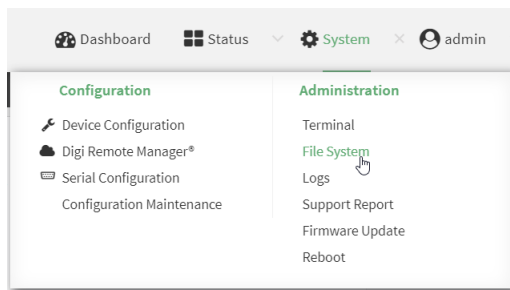 Dashboard Status System admin
Configuration
Device Configuration
Digi Remote Manager®
Serial Configuration
Configuration Maintenance
Administration
Terminal
File System
Logs
Support Report
Firmware Update
Reboot